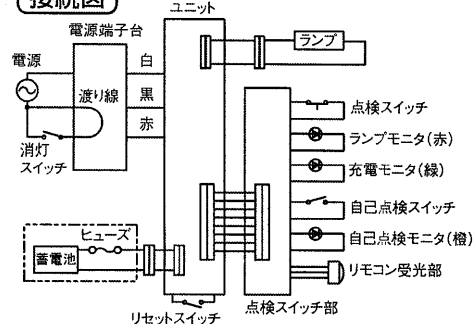 接続図
ユニット
電源端子台
ランプ
電源
白
渡り線
黒
点検スイッチ
赤
ランプモニタ(赤)
消灯
スイッチ
充電モニタ(緑)
自己点検スイッチ
ヒューズ
自己点検モニタ(橙)
蓄電池
リモコン受光部
リセットスイッチ
点検スイッチ部